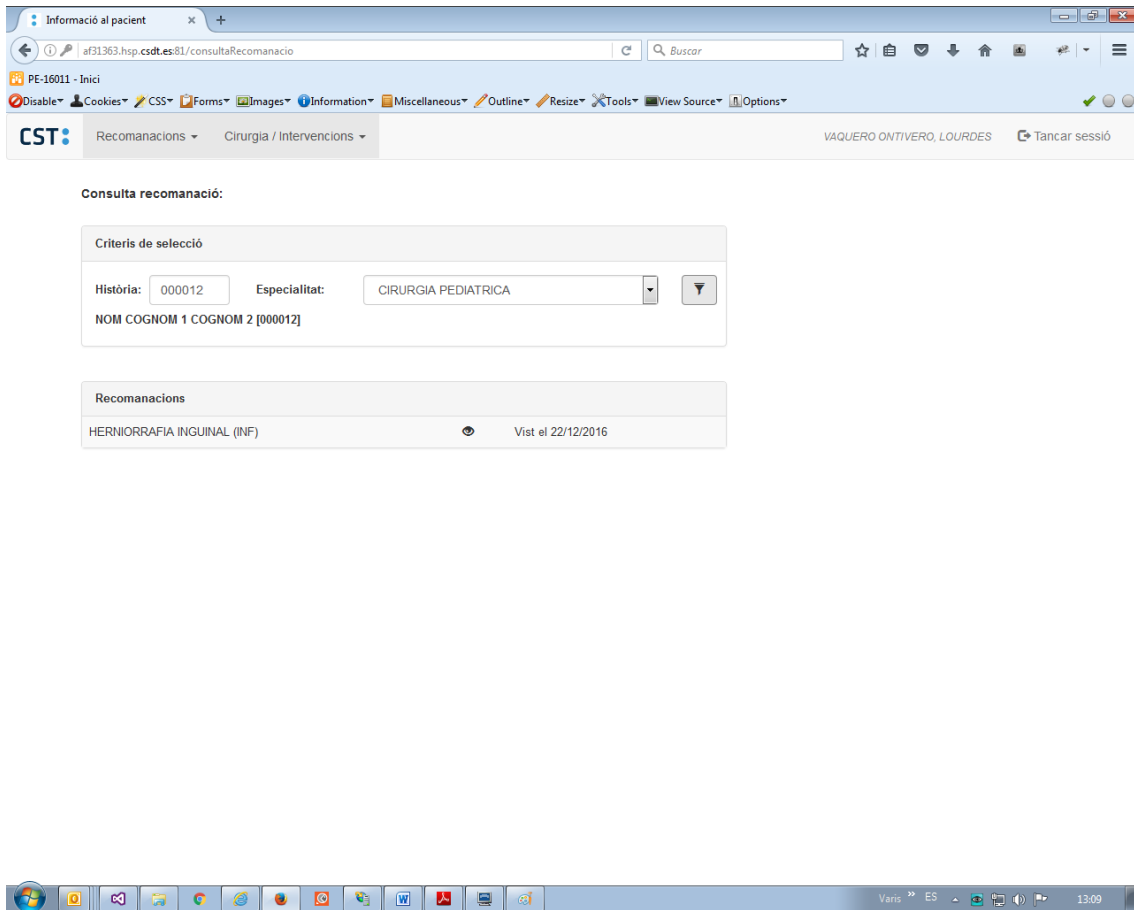 Informació al pacient
af31363.hsp.csdt.es:81/consultaRecomanacio
Buscar
PE-16011 - Inici
Disable Cookies CSS Forms Images Information Miscellaneous Outline Resize Tools View Source Options
CST Recomanacions Cirurgia / Intervencions VAQUERO ONTIVERO, LOURDES Tancar sessió
Consulta recomanació:
Criteris de selecció
Història: 000012 Especialitat: CIRURGIA PEDIATRICA
NOM COGNOM 1 COGNOM 2 [000012]
Recomanacions
HERNIORRAFIA INGUINAL (INF) Vist el 22/12/2016
Varis ES 13:09